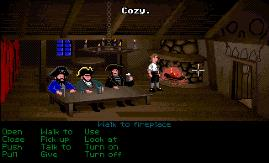 Cozy.
Walk to fireplace
Open Walk to Use
Close Pick up Look at
Push Talk to Turn on
Pull Give Turn off